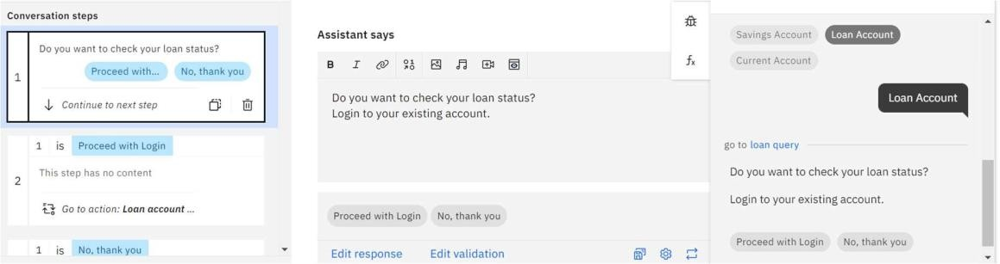 Conversation steps
1
Do you want to check your loan status?
Proceed with...
No, thank you
Continue to next step
2
1 is Proceed with Login
This step has no content
Go to action: Loan account ...
1 is No, thank you
Assistant says
B I
Do you want to check your loan status?
Login to your existing account.
Proceed with Login
No, thank you
Edit response
Edit validation
fx
Savings Account
Loan Account
Current Account
Loan Account
go to loan query
Do you want to check your loan status?
Login to your existing account.
Proceed with Login
No, thank you